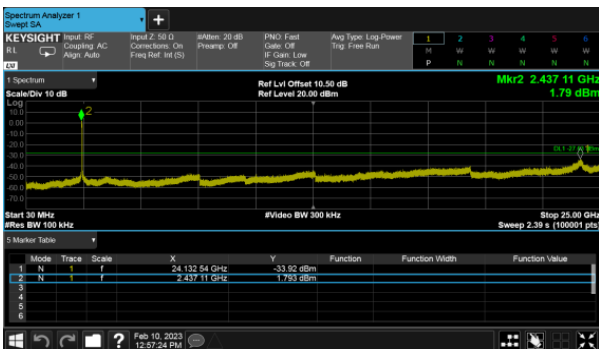 Spectrum Analyzer 1
Swept SA
+
KEYSIGHT Input: RF Input Z: 50 Ω #Atten: 20 dB PNO: Fast Avg Type: Log-Power 1 2 3 4 5 6
RL Coupling: AC Corrections: On Preamp: Off Gate: Off Trig: Free Run M W W W W W
Align: Auto Freq Ref: Int (S) IF Gain: Low P N N N N N
Sig Track: Off
1 Spectrum
Scale/Div 10 dB
Ref Lvl Offset 10.50 dB
Ref Level 20.00 dBm
Mkr2 2.437 11 GHz
1.79 dBm
Log
10.0
0.00
-10.0
-20.0
-30.0
-40.0
-50.0
-60.0
-70.0
2
Start 30 MHz
#Res BW 100 kHz
#Video BW 300 kHz
Stop 25.00 GHz
Sweep 2.39 s (100001 pts)
5 Marker Table
Mode Trace Scale X Y Function Function Width Function Value
1 N 1 f 24.132 54 GHz -33.92 dBm
2 N 1 f 2.437 11 GHz 1.793 dBm
3
4
5
6
?
Feb 10, 2023
12:57:24 PM